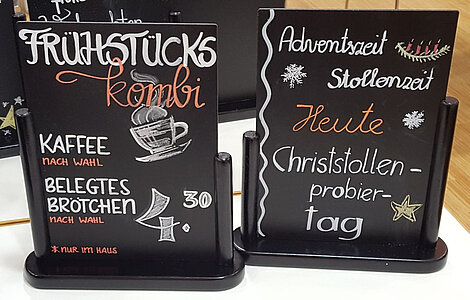 FRÜHSTÜCKS
kombi
KAFFEE
NACH WAHL
BELEGTES
BRÖTCHEN
NACH WAHL
30
*NUR IM HAUS
Adventszeit
Stollenzeit
Heute
Christstollen-
probier-
tag